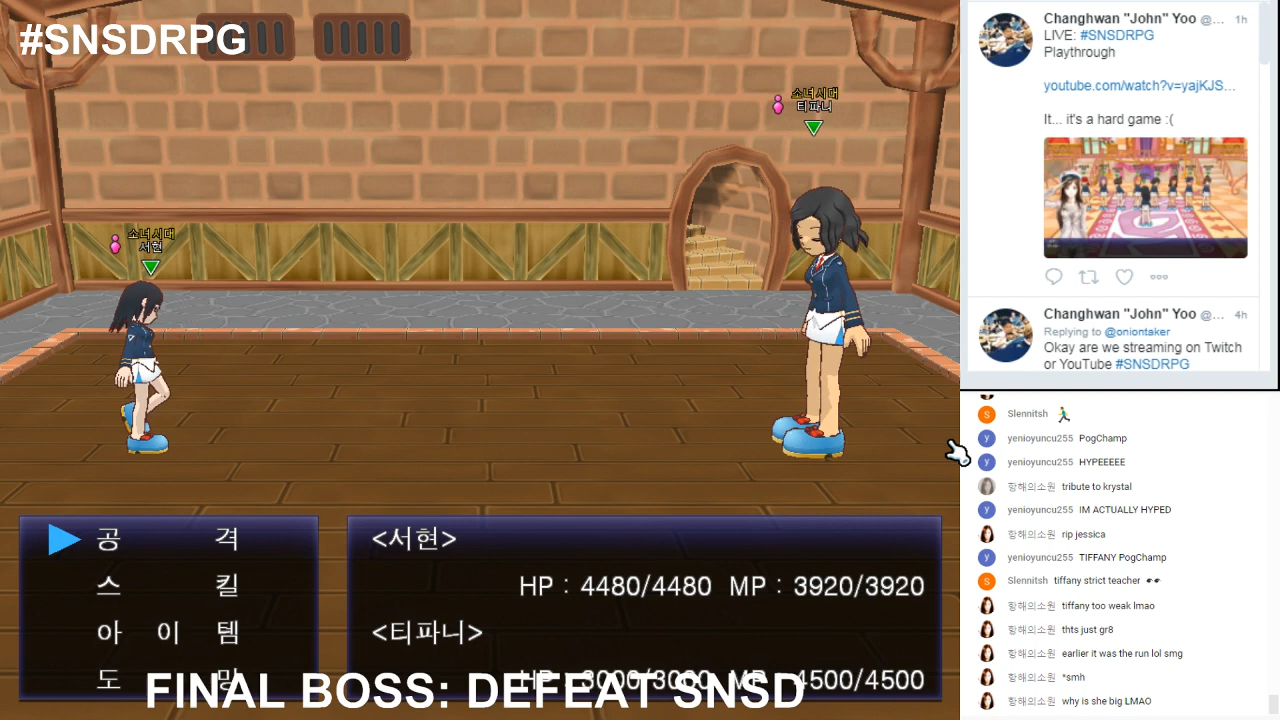 #SNSDRPG
소녀시대
티파니
소녀시대
서현
공 격
스 킬
아 이 템
도 망
<서현>
HP : 4480/4480 MP : 3920/3920
<티파니>
HP : 3000/3000 MP : 4500/4500
FINAL BOSS: DEFEAT SNSD
Changhwan "John" Yoo @... 1h
LIVE: #SNSDRPG
Playthrough
youtube.com/watch?v=yajKJS...
It... it's a hard game :(
Changhwan "John" Yoo @... 4h
Replying to @oniontaker
Okay are we streaming on Twitch
or YouTube #SNSDRPG
S Slennitsh
y yenioyuncu255 PogChamp
y yenioyuncu255 HYPEEEEE
항해의소원 tribute to krystal
y yenioyuncu255 IM ACTUALLY HYPED
항해의소원 rip jessica
y yenioyuncu255 TIFFANY PogChamp
S Slennitsh tiffany strict teacher 👀
항해의소원 tiffany too weak lmao
항해의소원 thts just gr8
항해의소원 earlier it was the run lol smg
항해의소원 *smh
항해의소원 why is she big LMAO